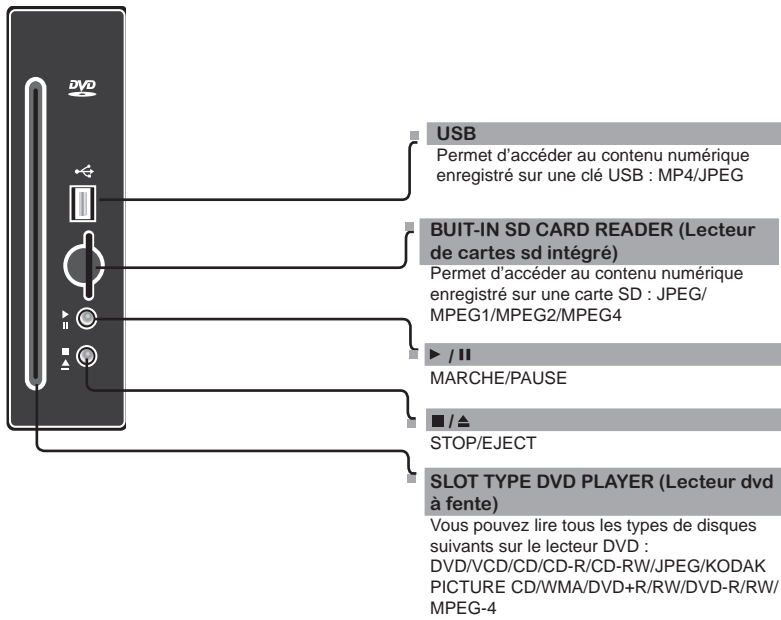 DVD
USB
Permet d'accéder au contenu numérique
enregistré sur une clé USB : MP4/JPEG
BUIT-IN SD CARD READER (Lecteur
de cartes sd intégré)
Permet d'accéder au contenu numérique
enregistré sur une carte SD : JPEG/
MPEG1/MPEG2/MPEG4
► / II
MARCHE/PAUSE
■/≜
STOP/EJECT
SLOT TYPE DVD PLAYER (Lecteur dvd
à fente)
Vous pouvez lire tous les types de disques
suivants sur le lecteur DVD :
DVD/VCD/CD/CD-R/CD-RW/JPEG/KODAK
PICTURE CD/WMA/DVD+R/RW/DVD-R/RW/
MPEG-4